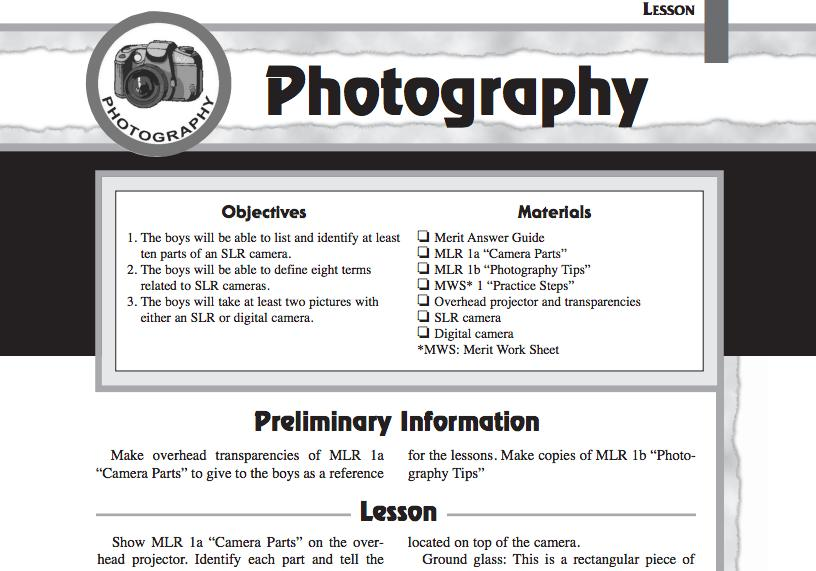 LESSON
PHOTOGRAPHY
Photography
Objectives
1. The boys will be able to list and identify at least
ten parts of an SLR camera.
2. The boys will be able to define eight terms
related to SLR cameras.
3. The boys will take at least two pictures with
either an SLR or digital camera.
Materials
❏ Merit Answer Guide
❏ MLR 1a “Camera Parts”
❏ MLR 1b “Photography Tips”
❏ MWS* 1 “Practice Steps”
❏ Overhead projector and transparencies
❏ SLR camera
❏ Digital camera
*MWS: Merit Work Sheet
Preliminary Information
Make overhead transparencies of MLR 1a
“Camera Parts” to give to the boys as a reference
for the lessons. Make copies of MLR 1b “Photo-
graphy Tips”
Lesson
Show MLR 1a “Camera Parts” on the over-
head projector. Identify each part and tell the
located on top of the camera.
Ground glass: This is a rectangular piece of